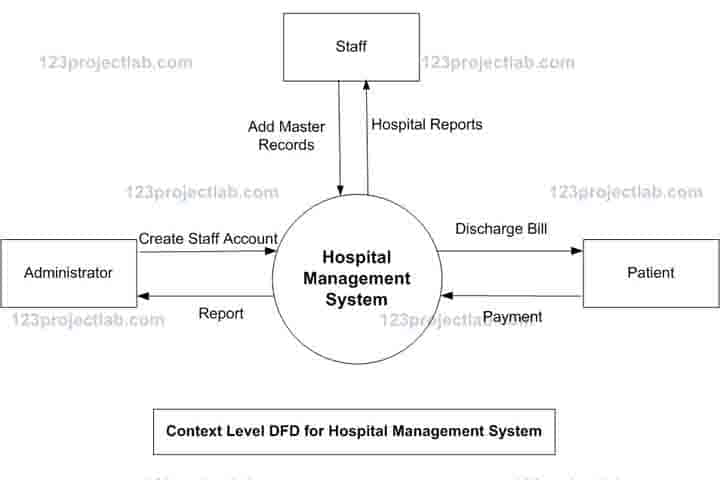 Staff
123projectlab.com
123projectlab.com
Add Master
Records
Hospital Reports
123projectlab.com
123projectlab.com
Create Staff Account
Discharge Bill
Administrator
Hospital
Management
System
Patient
Report
Payment
123projectlab.com
123projectlab.com
Context Level DFD for Hospital Management System